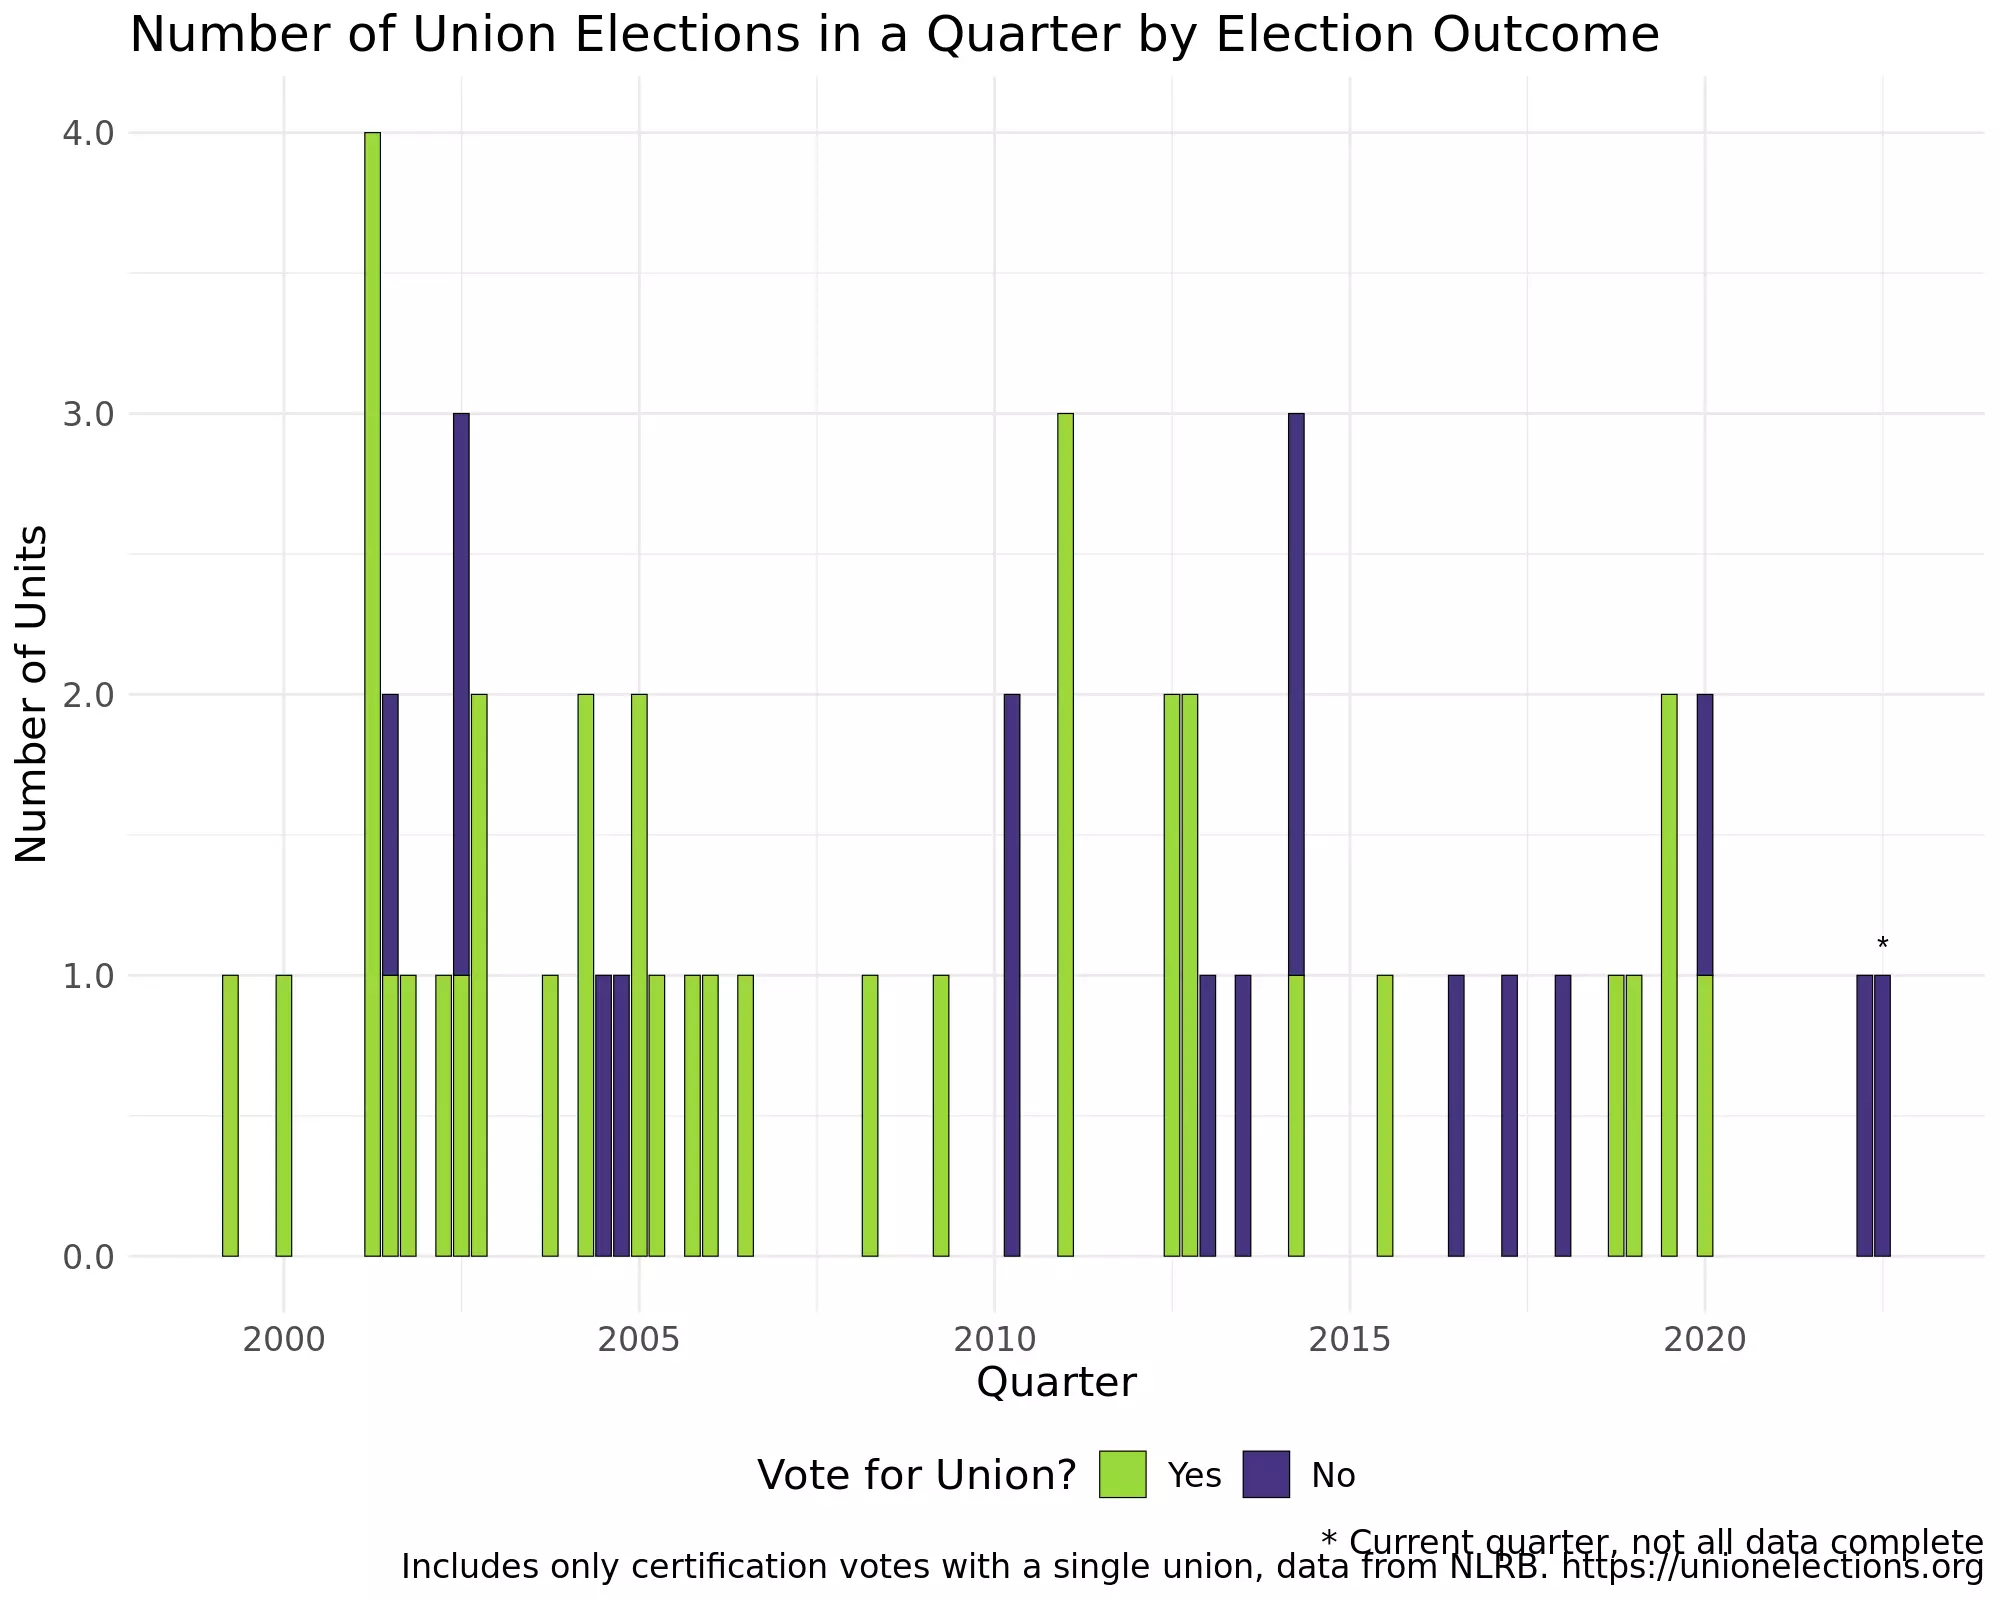 Number of Union Elections in a Quarter by Election Outcome
Number of Units
4.0
3.0
2.0
1.0
0.0
*
2000 2005 2010 2015 2020
Quarter
Vote for Union? Yes No
* Current quarter, not all data complete
Includes only certification votes with a single union, data from NLRB. https://unionelections.org